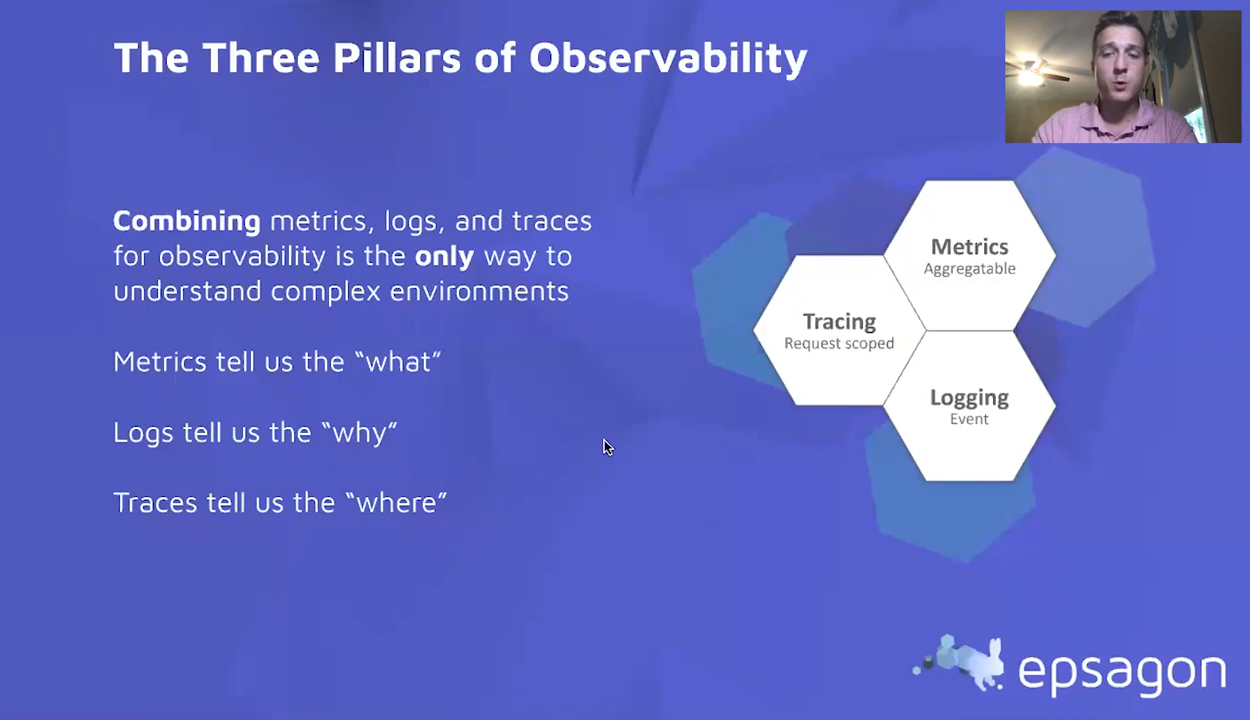 The Three Pillars of Observability
Combining metrics, logs, and traces
for observability is the only way to
understand complex environments
Metrics tell us the “what”
Logs tell us the “why”
Traces tell us the “where”
Metrics
Aggregatable
Tracing
Request scoped
Logging
Event
epsagon